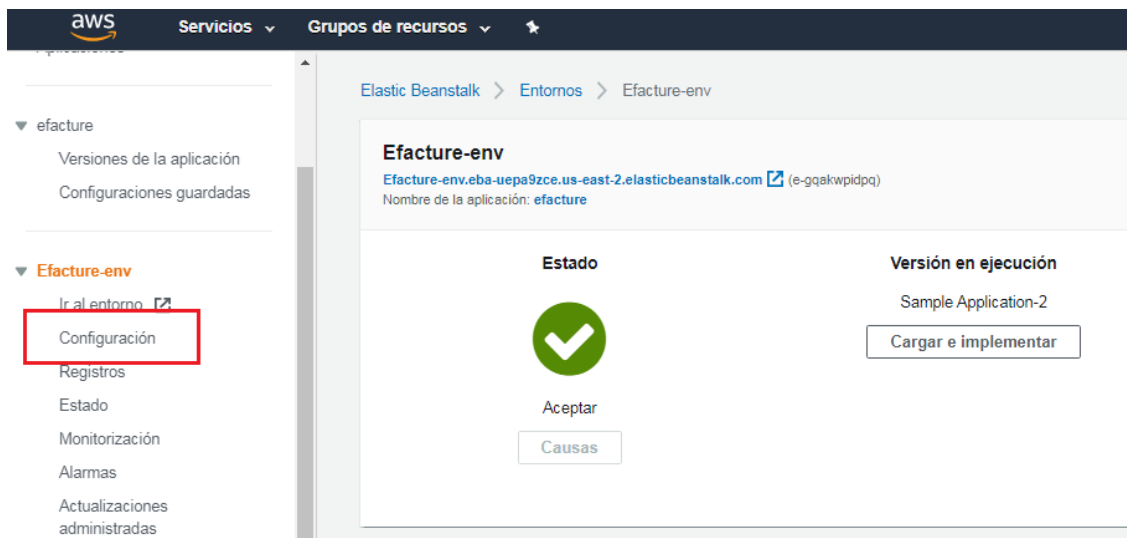 aws
Servicios
Grupos de recursos
Elastic Beanstalk > Entornos > Efacture-env
efacture
Versiones de la aplicación
Configuraciones guardadas
Efacture-env
Ir al entorno
Configuración
Registros
Estado
Monitorización
Alarmas
Actualizaciones
administradas
Efacture-env
Efacture-env.eba-uepa9zce.us-east-2.elasticbeanstalk.com (e-gqakwpidpq)
Nombre de la aplicación: efacture
Estado
Aceptar
Causas
Versión en ejecución
Sample Application-2
Cargar e implementar